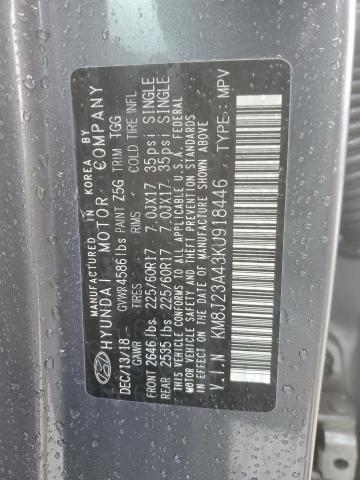 MANUFACTURED IN KOREA BY
HYUNDAI MOTOR COMPANY
DEC/13/18 GVWR 4586 lbs PAINT Z5G TRIM TGG
GAWR TIRES RIMS COLD TIRE INFL
FRONT 2646 lbs 225/60R17 7.0JX17 35psi SINGLE
REAR 2535 lbs 225/60R17 7.0JX17 35psi SINGLE
THIS VEHICLE CONFORMS TO ALL APPLICABLE U.S.A. FEDERAL
MOTOR VEHICLE SAFETY AND THEFT PREVENTION STANDARDS
IN EFFECT ON THE DATE OF MANUFACTURE SHOWN ABOVE.
V.I.N KM8J23A43KU918446 TYPE: MPV